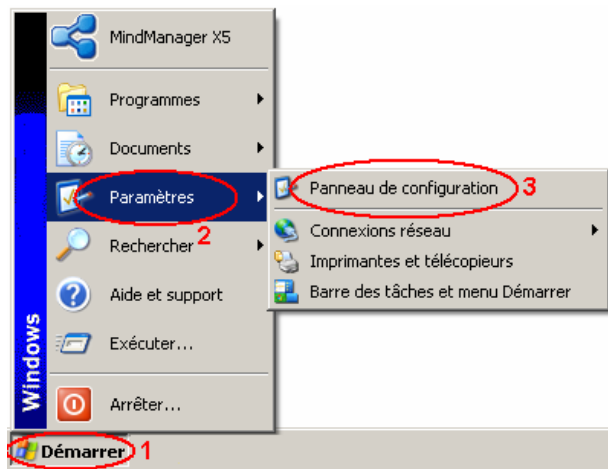 MindManager X5
Programmes
Documents
Paramètres
2
Rechercher
Aide et support
Exécuter...
Arrêter...
Windows
Démarrer 1
Panneau de configuration 3
Connexions réseau
Imprimantes et télécopieurs
Barre des tâches et menu Démarrer